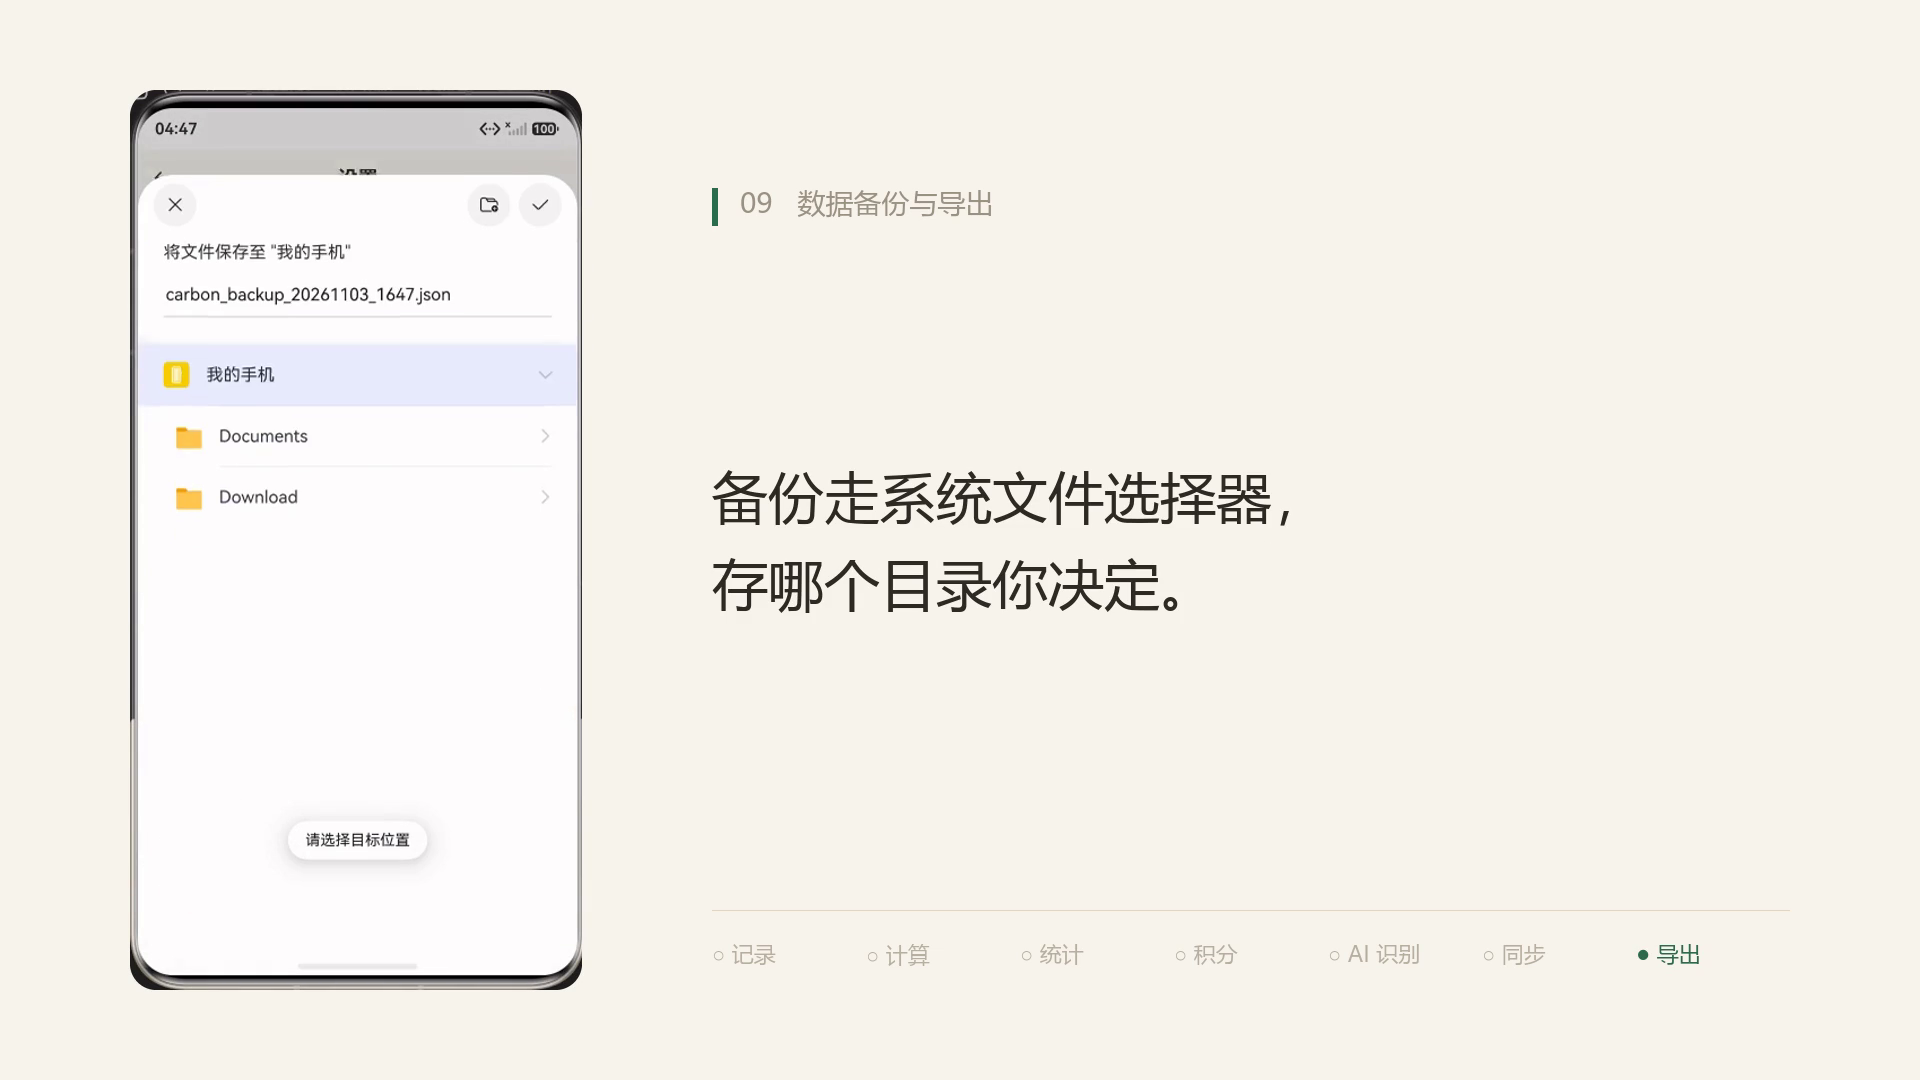 04:47
100
设置
将文件保存至 "我的手机"
carbon_backup_20261103_1647.json
我的手机
Documents
Download
请选择目标位置
09 数据备份与导出
备份走系统文件选择器，
存哪个目录你决定。
记录 计算 统计 积分 AI 识别 同步 导出